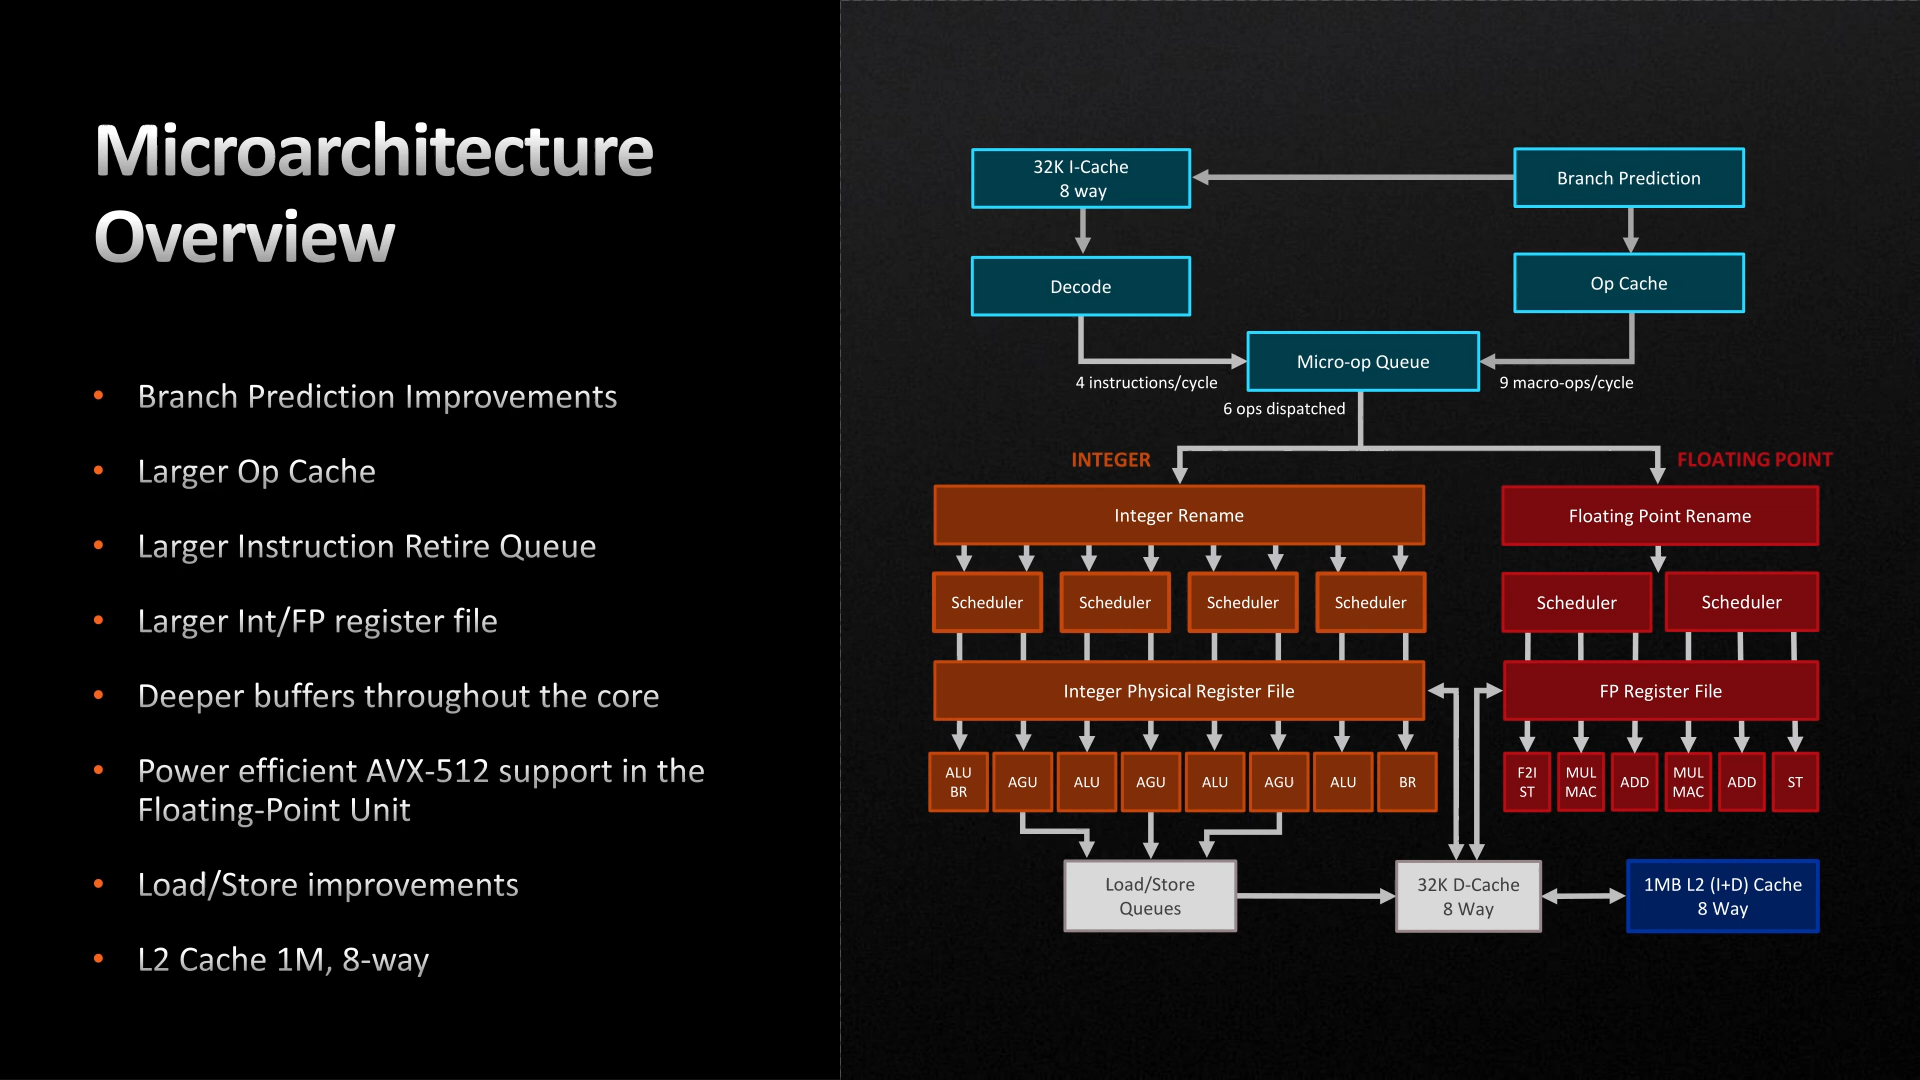 Microarchitecture
Overview
• Branch Prediction Improvements
• Larger Op Cache
• Larger Instruction Retire Queue
• Larger Int/FP register file
• Deeper buffers throughout the core
• Power efficient AVX-512 support in the
Floating-Point Unit
• Load/Store improvements
• L2 Cache 1M, 8-way
32K I-Cache
8 way
Branch Prediction
Decode
Op Cache
Micro-op Queue
4 instructions/cycle
9 macro-ops/cycle
6 ops dispatched
INTEGER
FLOATING POINT
Integer Rename
Floating Point Rename
Scheduler
Scheduler
Scheduler
Scheduler
Scheduler
Scheduler
Integer Physical Register File
FP Register File
ALU
BR
AGU
ALU
AGU
ALU
AGU
ALU
BR
F2I
ST
MUL
MAC
ADD
MUL
MAC
ADD
ST
Load/Store
Queues
32K D-Cache
8 Way
1MB L2 (I+D) Cache
8 Way